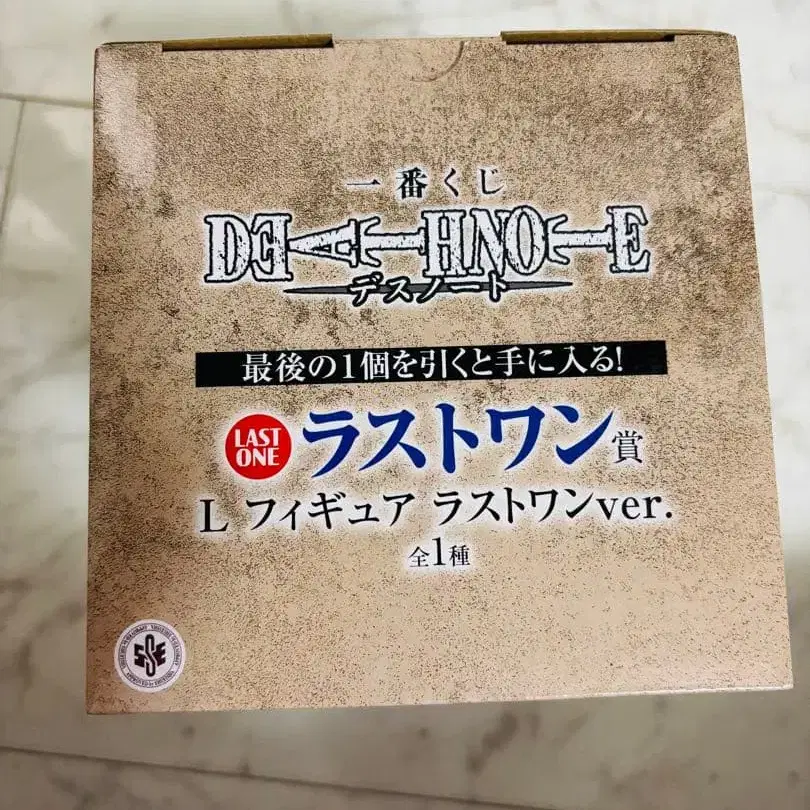 一番くじ
DEATH NOTE
デスノート
最後の1個を引くと手に入る!
LAST
ONE
ラストワン賞
L フィギュア ラストワンver.
全1種